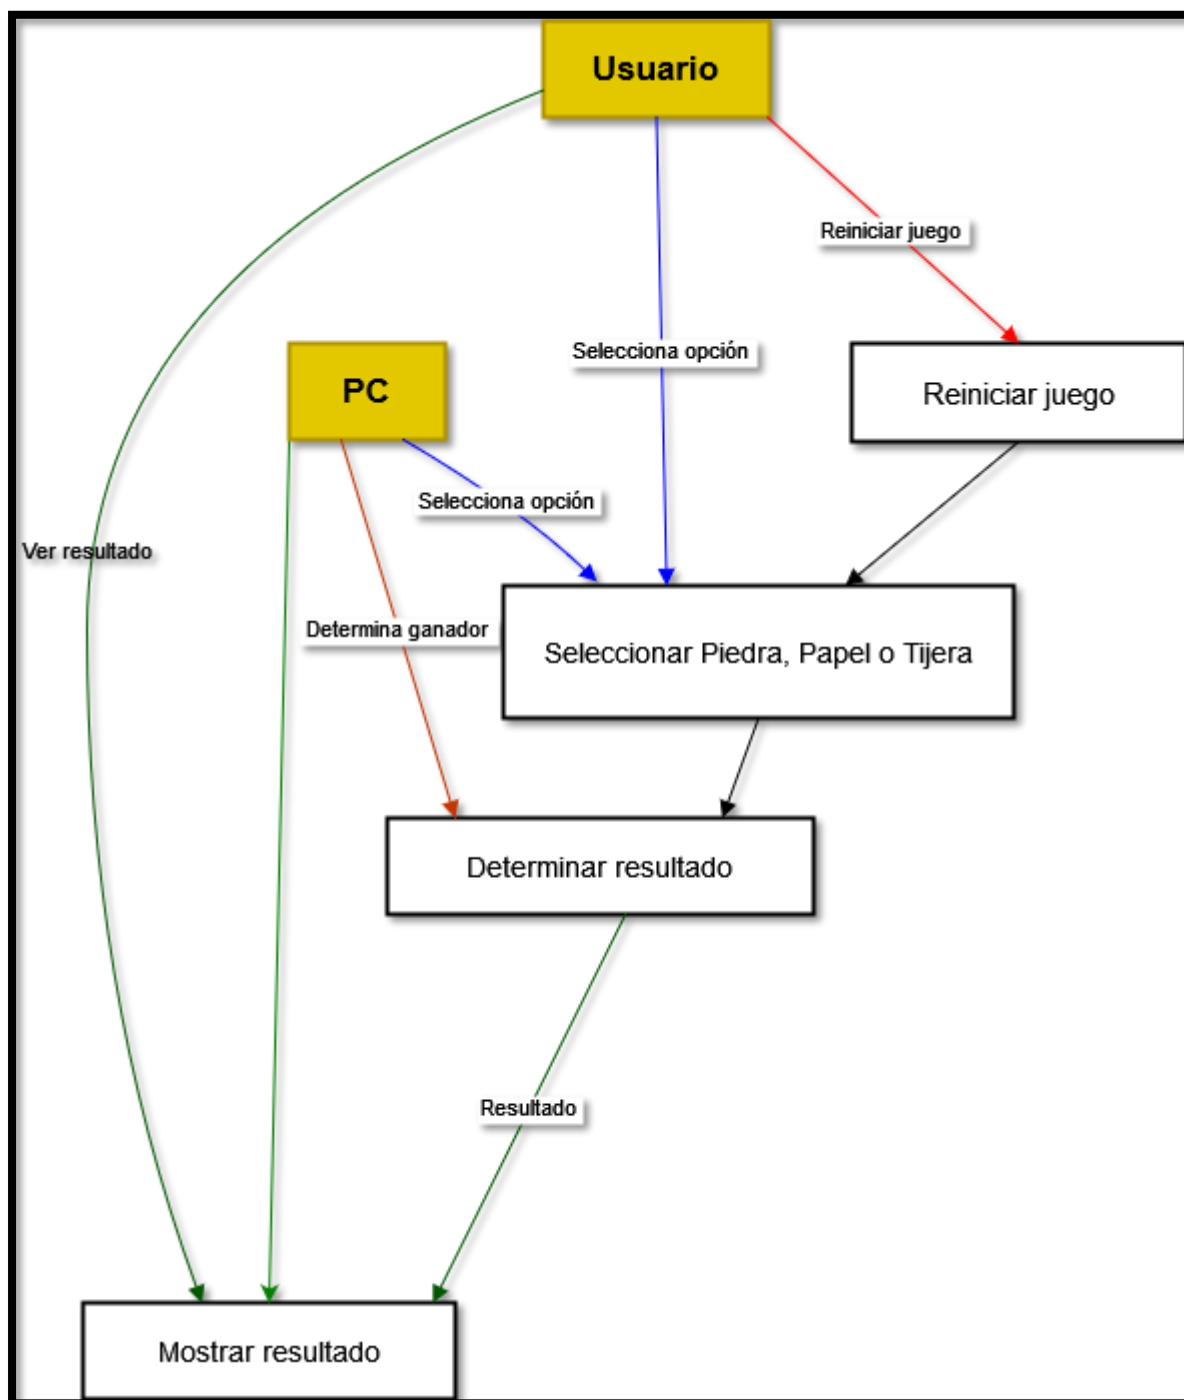 Usuario
Reiniciar juego
Selecciona opción
PC
Reiniciar juego
Selecciona opción
Ver resultado
Determina ganador
Seleccionar Piedra, Papel o Tijera
Determinar resultado
Resultado
Mostrar resultado